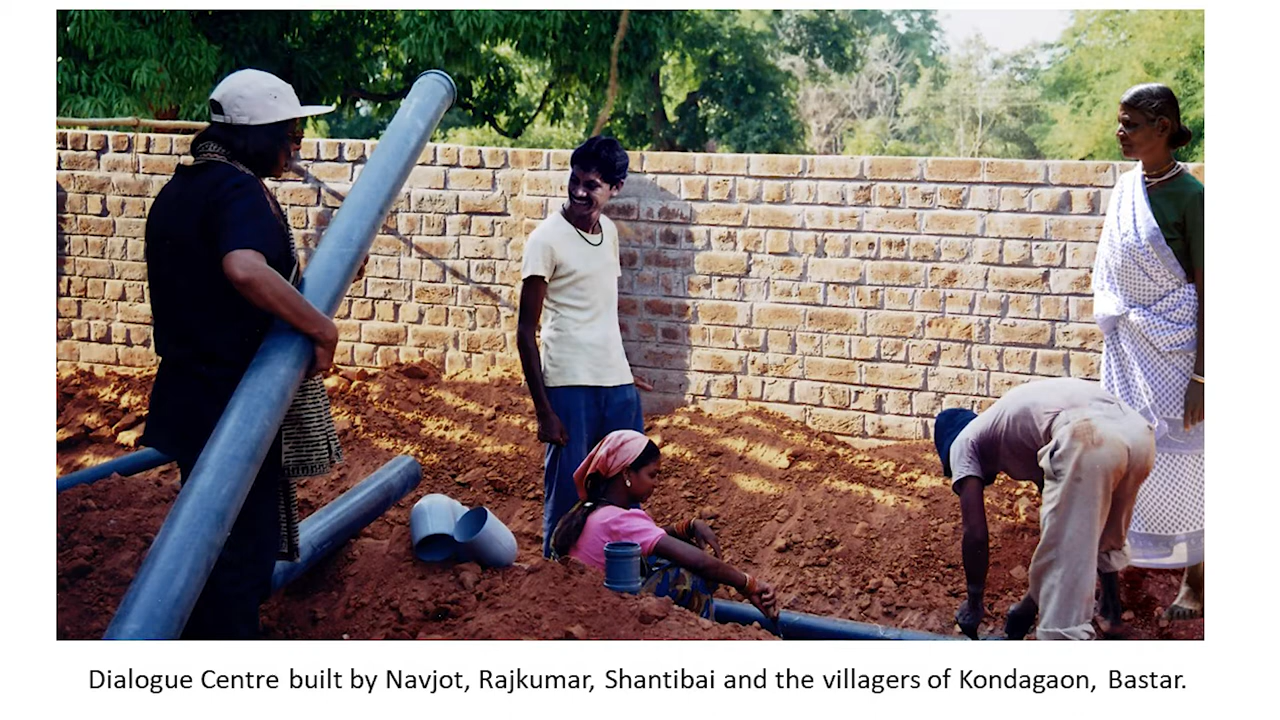 Dialogue Centre built by Navjot, Rajkumar, Shantibai and the villagers of Kondagaon, Bastar.